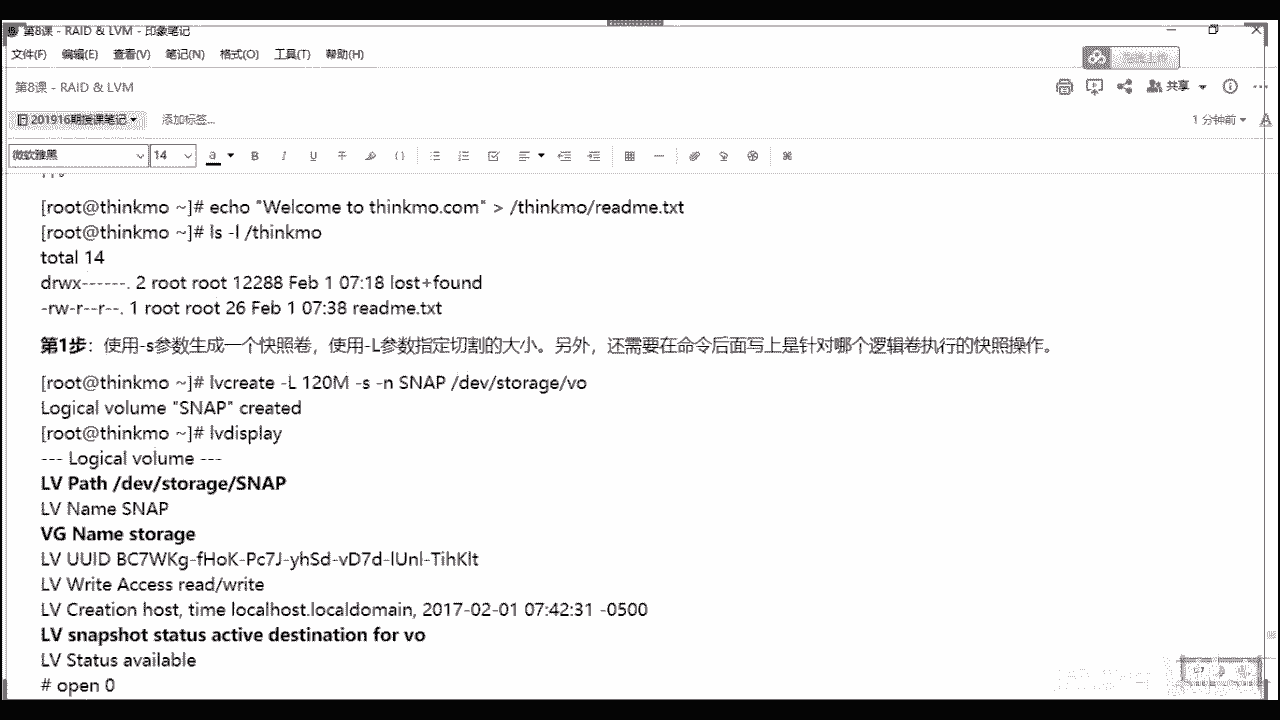 第8课 - RAID & LVM - 印象笔记
文件(F) 编辑(E) 查看(V) 笔记(N) 格式(O) 工具(T) 帮助(H)
第8课 - RAID & LVM
共享
201916期授课笔记 添加标签...
1 分钟前
微软雅黑 14
[root@thinkmo ~]# echo "Welcome to thinkmo.com" > /thinkmo/readme.txt
[root@thinkmo ~]# ls -l /thinkmo
total 14
drwx------. 2 root root 12288 Feb 1 07:18 lost+found
-rw-r--r--. 1 root root 26 Feb 1 07:38 readme.txt
第1步：使用-s参数生成一个快照卷，使用-L参数指定切割的大小。另外，还需要在命令后面写上是针对哪个逻辑卷执行的快照操作。
[root@thinkmo ~]# lvcreate -L 120M -s -n SNAP /dev/storage/vo
Logical volume "SNAP" created
[root@thinkmo ~]# lvdisplay
--- Logical volume ---
LV Path /dev/storage/SNAP
LV Name SNAP
VG Name storage
LV UUID BC7WKg-fHoK-Pc7J-yhSd-vD7d-lUnl-TihKlt
LV Write Access read/write
LV Creation host, time localhost.localdomain, 2017-02-01 07:42:31 -0500
LV snapshot status active destination for vo
LV Status available
# open 0